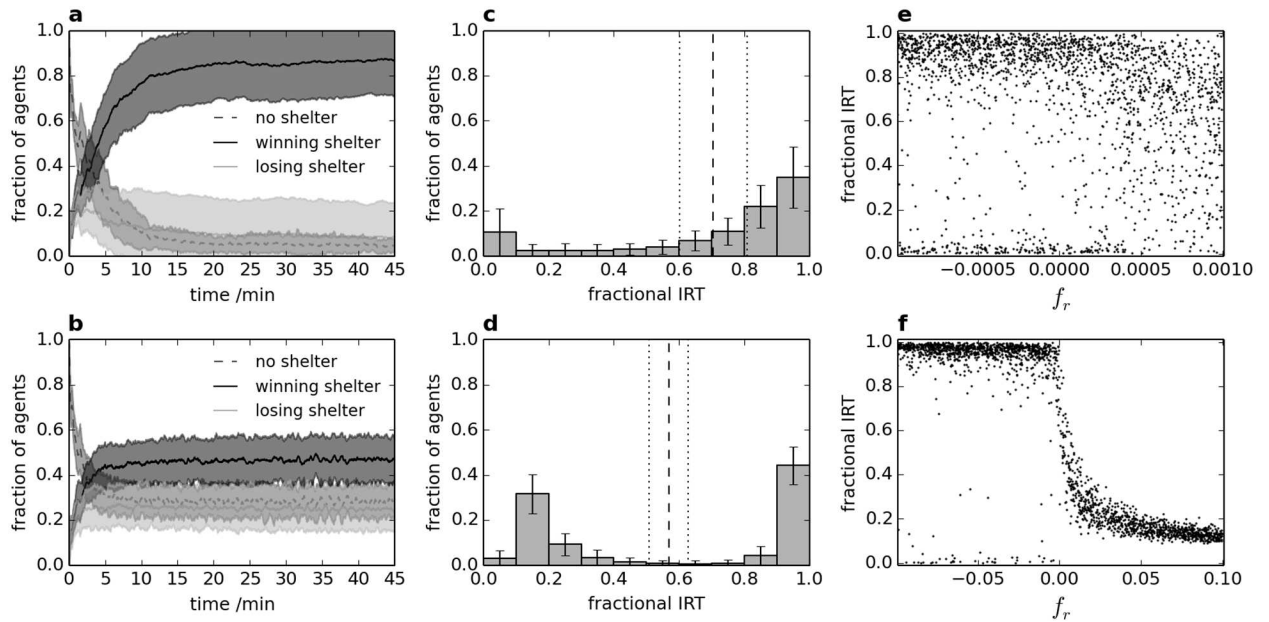 a
1.0
0.8
0.6
0.4
0.2
0.0
fraction of agents
no shelter
winning shelter
losing shelter
0 5 10 15 20 25 30 35 40 45
time /min
c
1.0
0.8
0.6
0.4
0.2
0.0
fraction of agents
0.0 0.2 0.4 0.6 0.8 1.0
fractional IRT
e
1.0
0.8
0.6
0.4
0.2
0.0
fractional IRT
−0.0005 0.0000 0.0005 0.0010
fr
b
1.0
0.8
0.6
0.4
0.2
0.0
fraction of agents
no shelter
winning shelter
losing shelter
0 5 10 15 20 25 30 35 40 45
time /min
d
1.0
0.8
0.6
0.4
0.2
0.0
fraction of agents
0.0 0.2 0.4 0.6 0.8 1.0
fractional IRT
f
1.0
0.8
0.6
0.4
0.2
0.0
fractional IRT
−0.05 0.00 0.05 0.10
fr